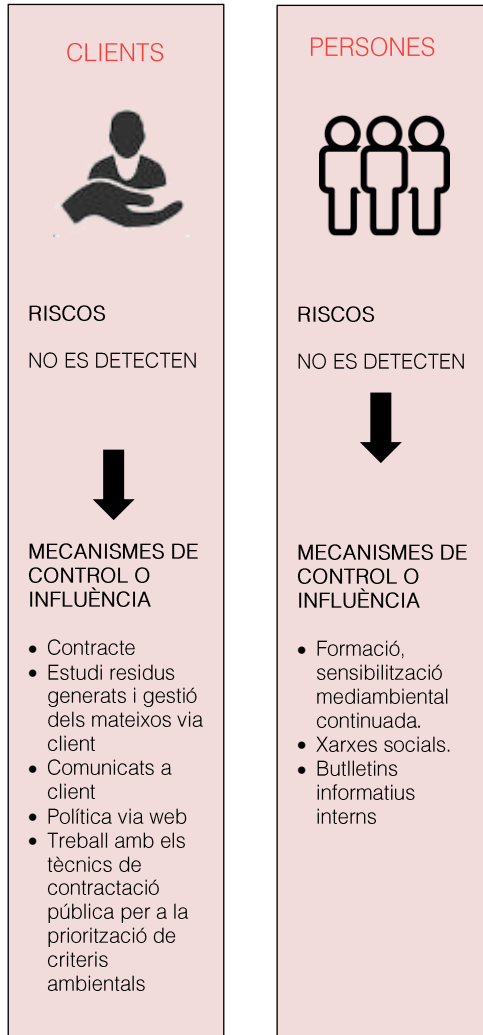 CLIENTS
RISCOS
NO ES DETECTEN
MECANISMES DE
CONTROL O
INFLUÈNCIA
• Contracte
• Estudi residus
generats i gestió
dels mateixos via
client
• Comunicats a
client
• Política via web
• Treball amb els
tècnics de
contractació
pública per a la
priorització de
criteris
ambientals
PERSONES
RISCOS
NO ES DETECTEN
MECANISMES DE
CONTROL O
INFLUÈNCIA
• Formació,
sensibilització
mediambiental
continuada.
• Xarxes socials.
• Butlletins
informatius
interns